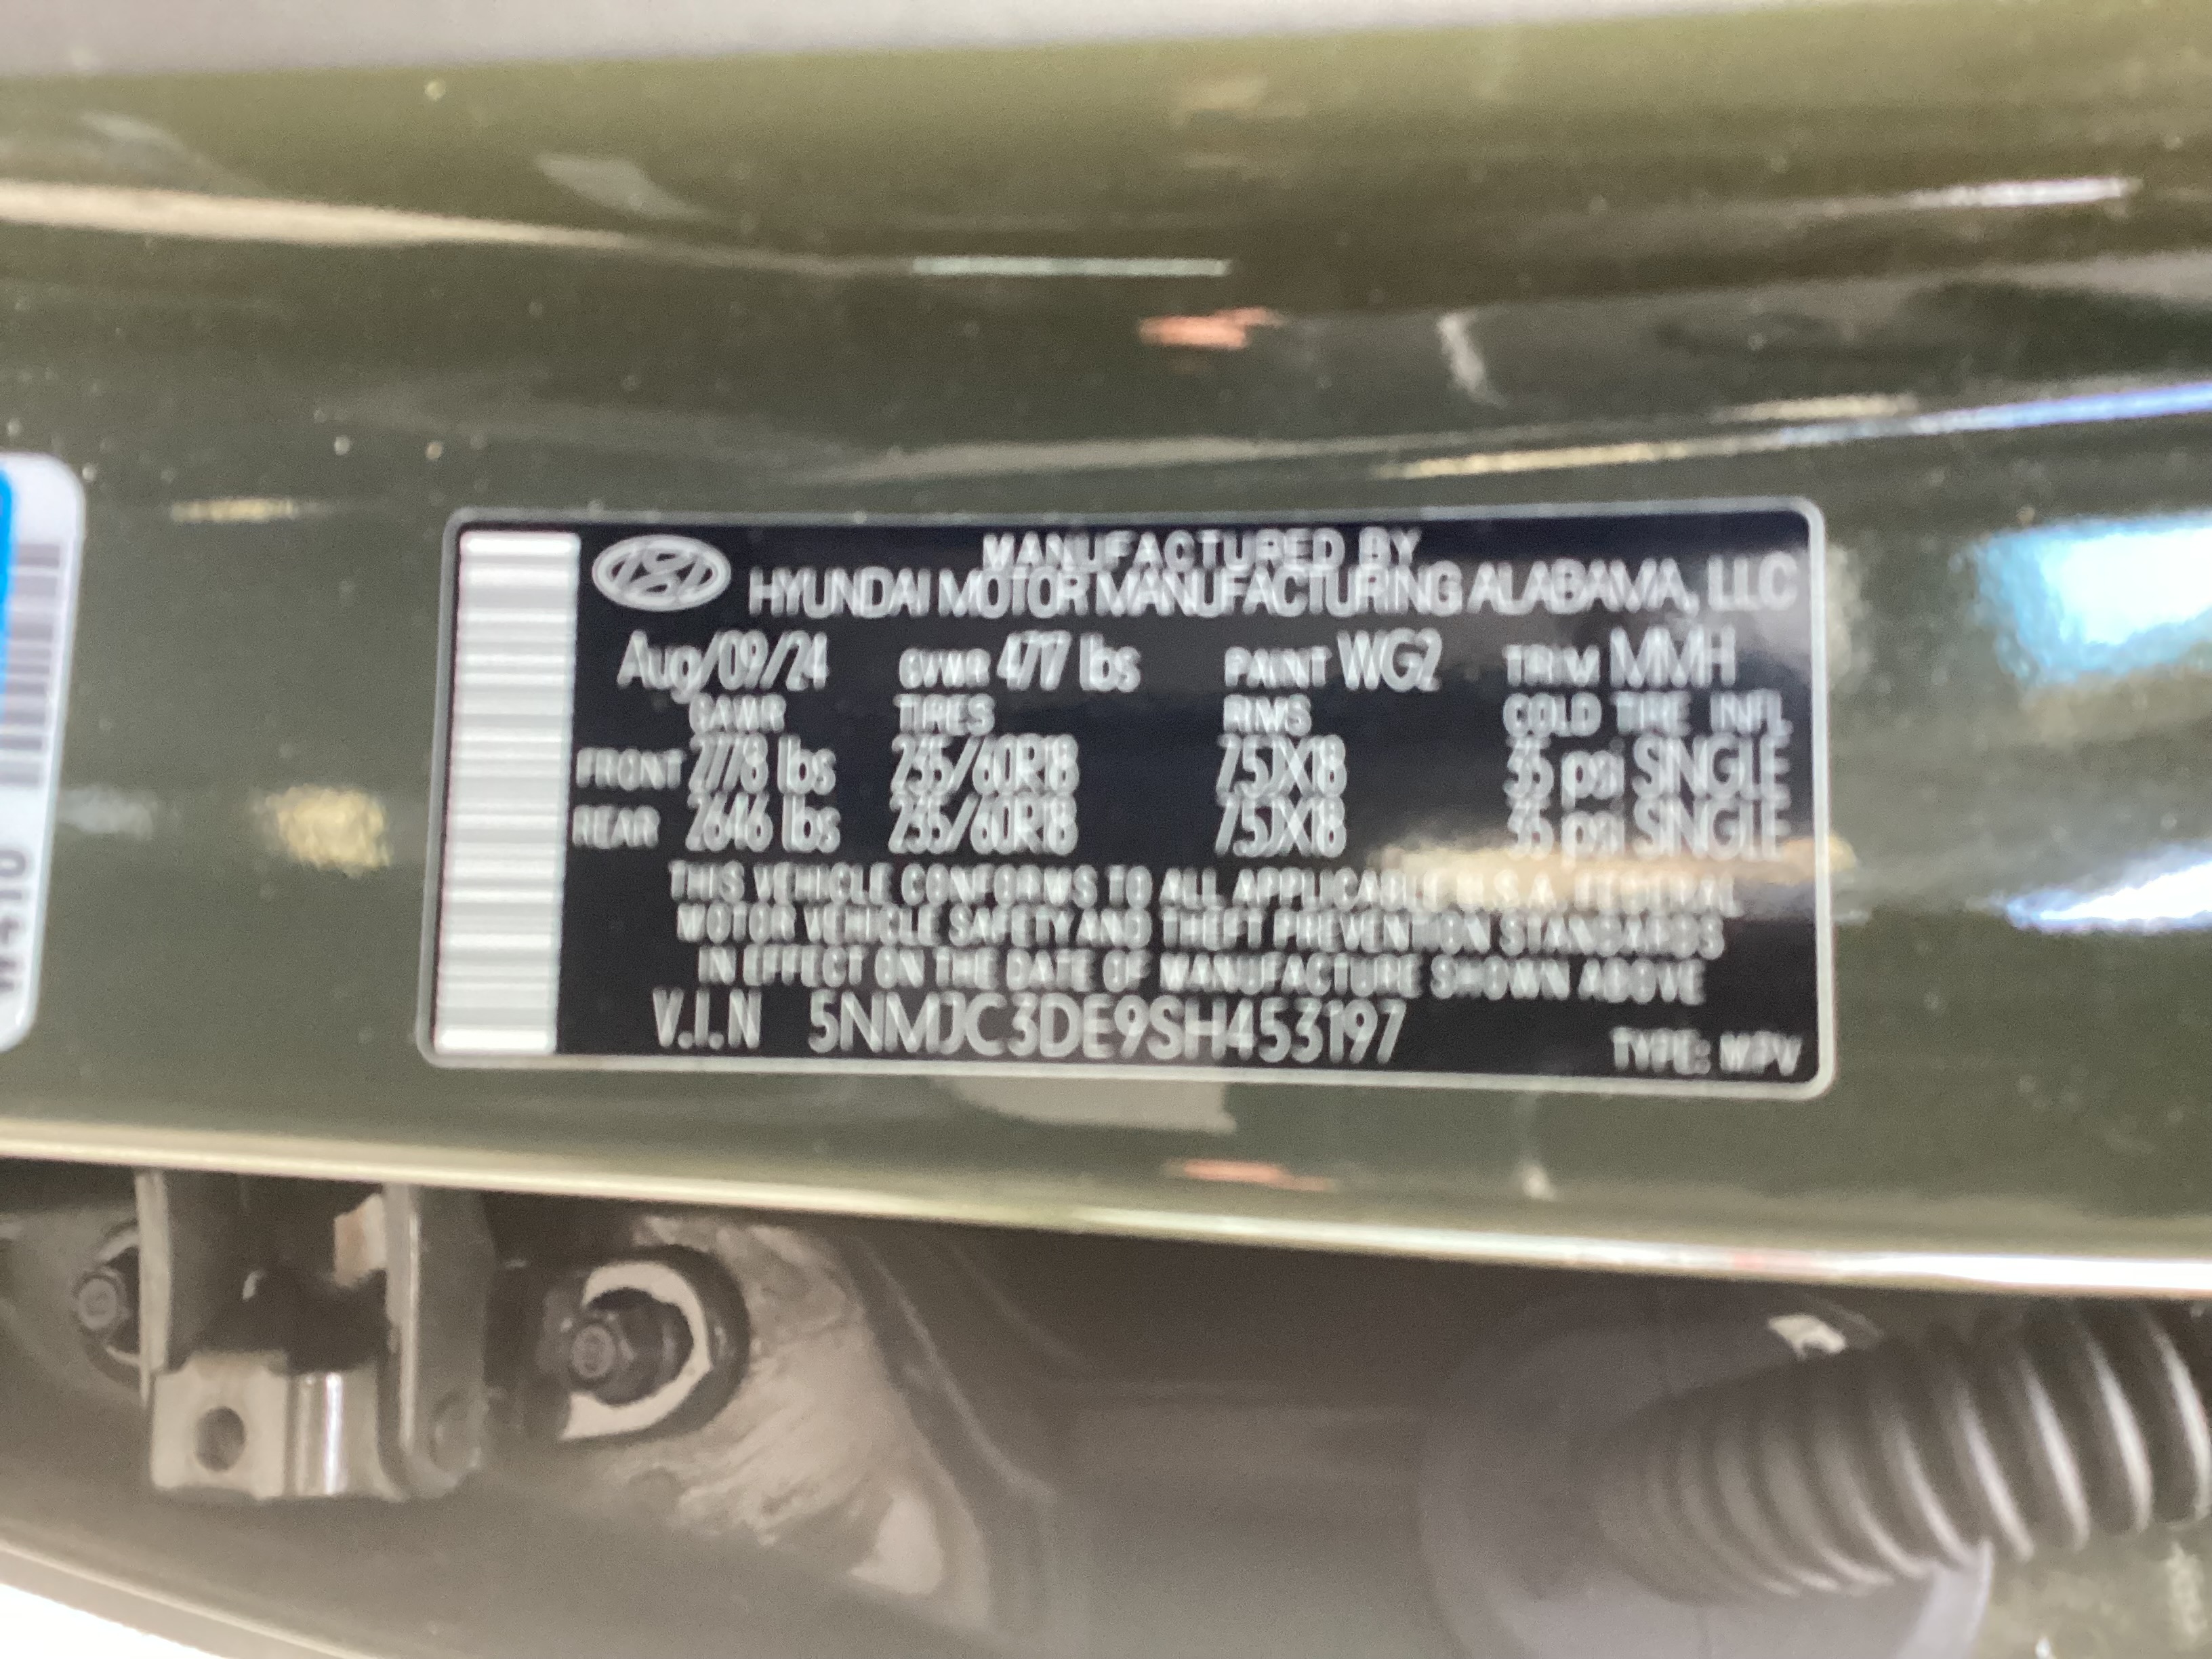 MANUFACTURED BY
HYUNDAI MOTOR MANUFACTURING ALABAMA, LLC
Aug/09/24 GVWR 4777 lbs PAINT WG2 TRIM MMH
GAWR TIRES RIMS COLD TIRE INFL
FRONT 2778 lbs 235/60R18 7.5JX18 35 psi SINGLE
REAR 2646 lbs 235/60R18 7.5JX18 35 psi SINGLE
THIS VEHICLE CONFORMS TO ALL APPLICABLE U.S.A. FEDERAL
MOTOR VEHICLE SAFETY AND THEFT PREVENTION STANDARDS
IN EFFECT ON THE DATE OF MANUFACTURE SHOWN ABOVE
V.I.N 5NMJC3DE9SH453197 TYPE: MPV